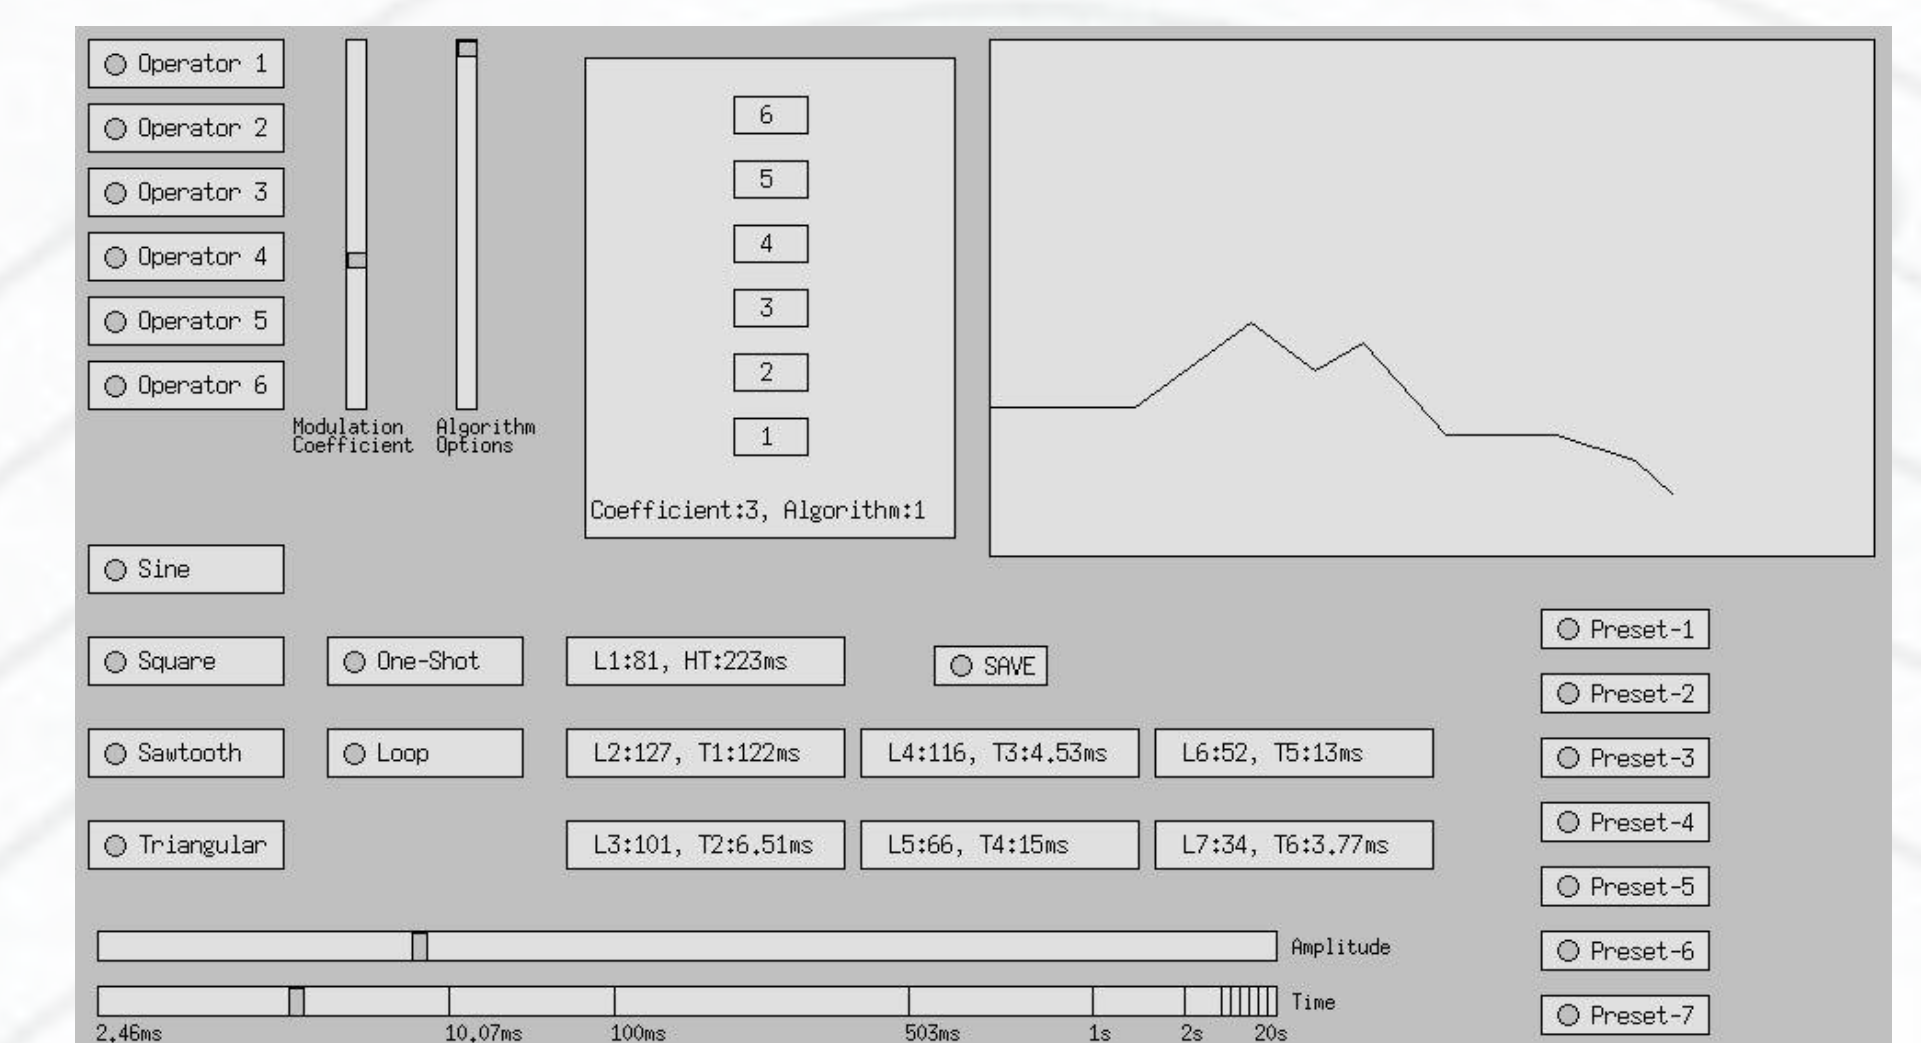 Operator 1
Operator 2
Operator 3
Operator 4
Operator 5
Operator 6
Modulation
Coefficient
Algorithm
Options
6
5
4
3
2
1
Coefficient:3, Algorithm:1
Sine
Square
Sawtooth
Triangular
One-Shot
Loop
L1:81, HT:223ms
SAVE
L2:127, T1:122ms
L4:116, T3:4.53ms
L6:52, T5:13ms
L3:101, T2:6.51ms
L5:66, T4:15ms
L7:34, T6:3.77ms
Preset-1
Preset-2
Preset-3
Preset-4
Preset-5
Preset-6
Preset-7
Amplitude
Time
2.46ms 10.07ms 100ms 503ms 1s 2s 20s